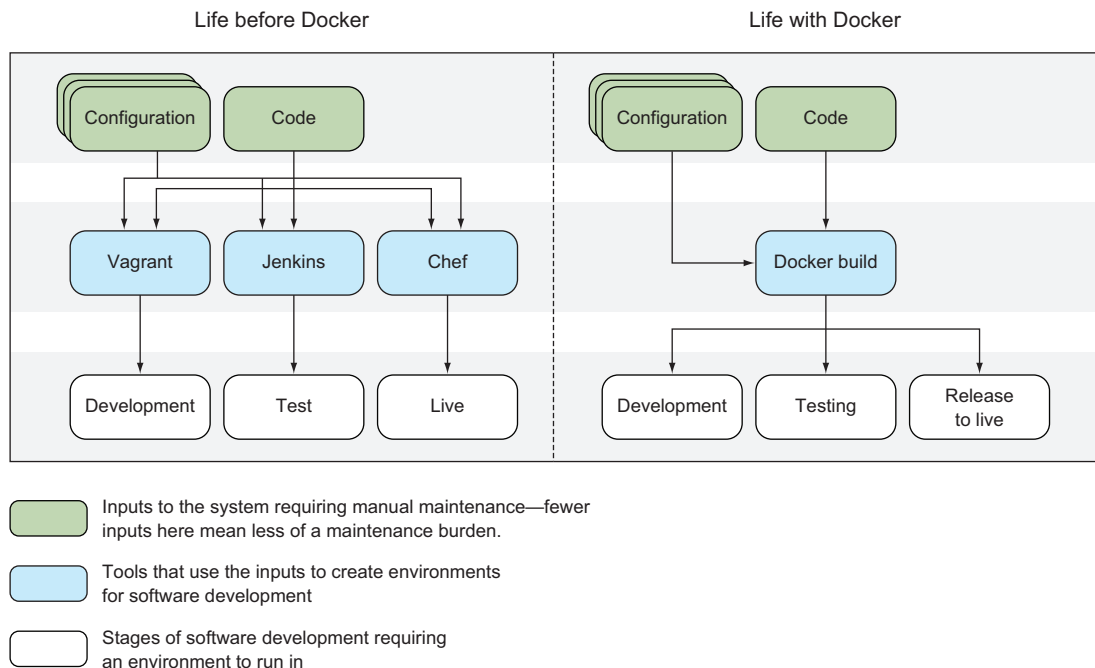 Life before Docker
Life with Docker
Configuration
Code
Configuration
Code
Vagrant
Jenkins
Chef
Docker build
Development
Test
Live
Development
Testing
Release
to live
Inputs to the system requiring manual maintenance—fewer
inputs here mean less of a maintenance burden.
Tools that use the inputs to create environments
for software development
Stages of software development requiring
an environment to run in